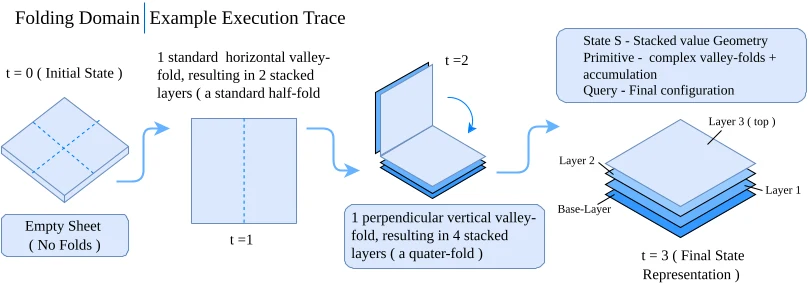 Folding Domain Example Execution Trace
t = 0 ( Initial State )
Empty Sheet
( No Folds )
1 standard horizontal valley-
fold, resulting in 2 stacked
layers ( a standard half-fold
t =1
t =2
1 perpendicular vertical valley-
fold, resulting in 4 stacked
layers ( a quater-fold )
State S - Stacked value Geometry
Primitive - complex valley-folds +
accumulation
Query - Final configuration
Layer 3 ( top )
Layer 2
Layer 1
Base-Layer
t = 3 ( Final State
Representation )